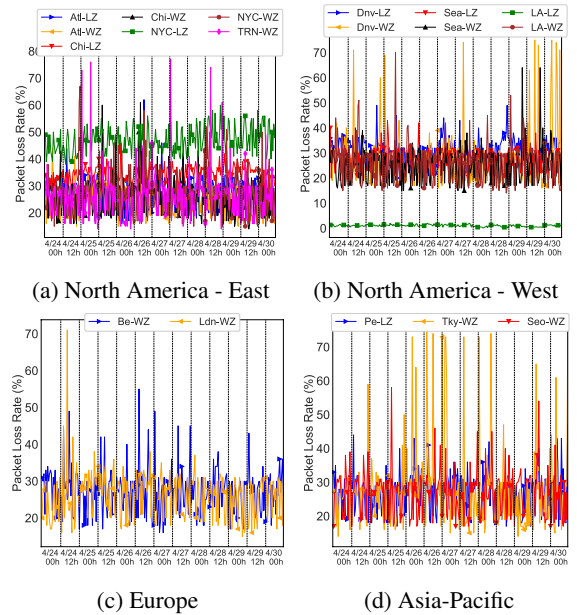 Atl-LZ Chi-WZ NYC-WZ
Atl-WZ NYC-LZ TRN-WZ
Chi-LZ
Packet Loss Rate (%)
80
70
60
50
40
30
20
4/24 4/24 4/25 4/25 4/26 4/26 4/27 4/27 4/28 4/28 4/29 4/29 4/30
00h 12h 00h 12h 00h 12h 00h 12h 00h 12h 00h 12h 00h
(a) North America - East
Dnv-LZ Sea-LZ LA-LZ
Dnv-WZ Sea-WZ LA-WZ
Packet Loss Rate (%)
70
60
50
40
30
20
10
0
4/24 4/24 4/25 4/25 4/26 4/26 4/27 4/27 4/28 4/28 4/29 4/29 4/30
00h 12h 00h 12h 00h 12h 00h 12h 00h 12h 00h 12h 00h
(b) North America - West
Be-WZ Ldn-WZ
Packet Loss Rate (%)
70
60
50
40
30
20
4/24 4/24 4/25 4/25 4/26 4/26 4/27 4/27 4/28 4/28 4/29 4/29 4/30
00h 12h 00h 12h 00h 12h 00h 12h 00h 12h 00h 12h 00h
(c) Europe
Pe-LZ Tky-WZ Seo-WZ
Packet Loss Rate (%)
70
60
50
40
30
20
4/24 4/24 4/25 4/25 4/26 4/26 4/27 4/27 4/28 4/28 4/29 4/29 4/30
00h 12h 00h 12h 00h 12h 00h 12h 00h 12h 00h 12h 00h
(d) Asia-Pacific